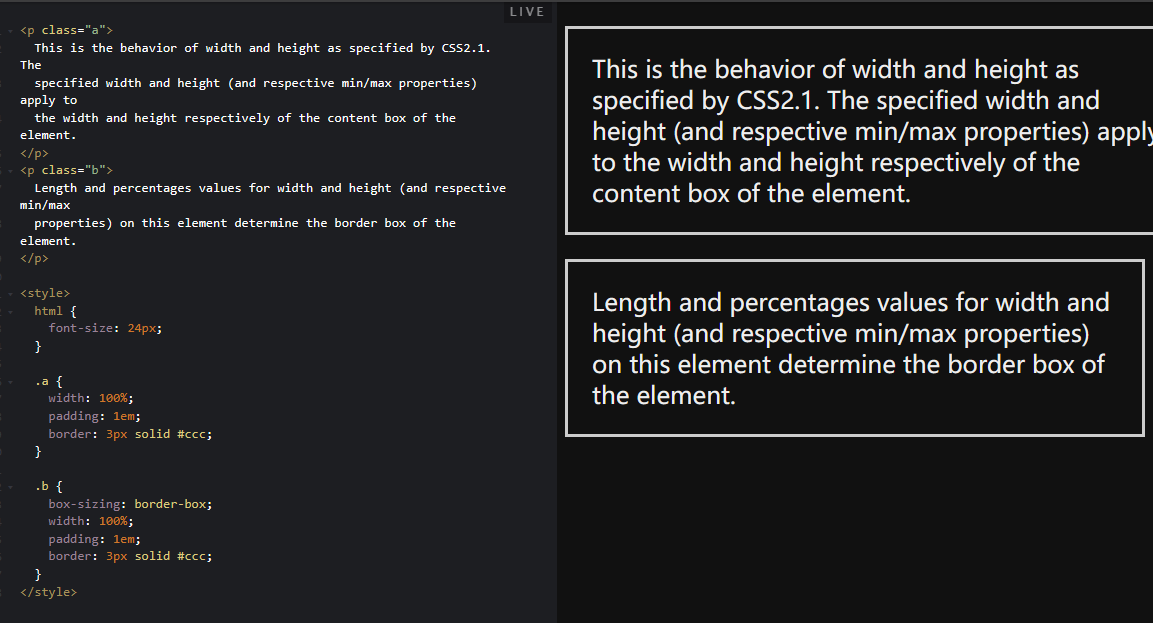 LIVE
<p class="a">
This is the behavior of width and height as specified by CSS2.1.
The
specified width and height (and respective min/max properties)
apply to
the width and height respectively of the content box of the
element.
</p>
<p class="b">
Length and percentages values for width and height (and respective
min/max
properties) on this element determine the border box of the
element.
</p>
<style>
html {
font-size: 24px;
}
.a {
width: 100%;
padding: 1em;
border: 3px solid #ccc;
}
.b {
box-sizing: border-box;
width: 100%;
padding: 1em;
border: 3px solid #ccc;
}
</style>
This is the behavior of width and height as
specified by CSS2.1. The specified width and
height (and respective min/max properties) apply
to the width and height respectively of the
content box of the element.
Length and percentages values for width and
height (and respective min/max properties)
on this element determine the border box of
the element.